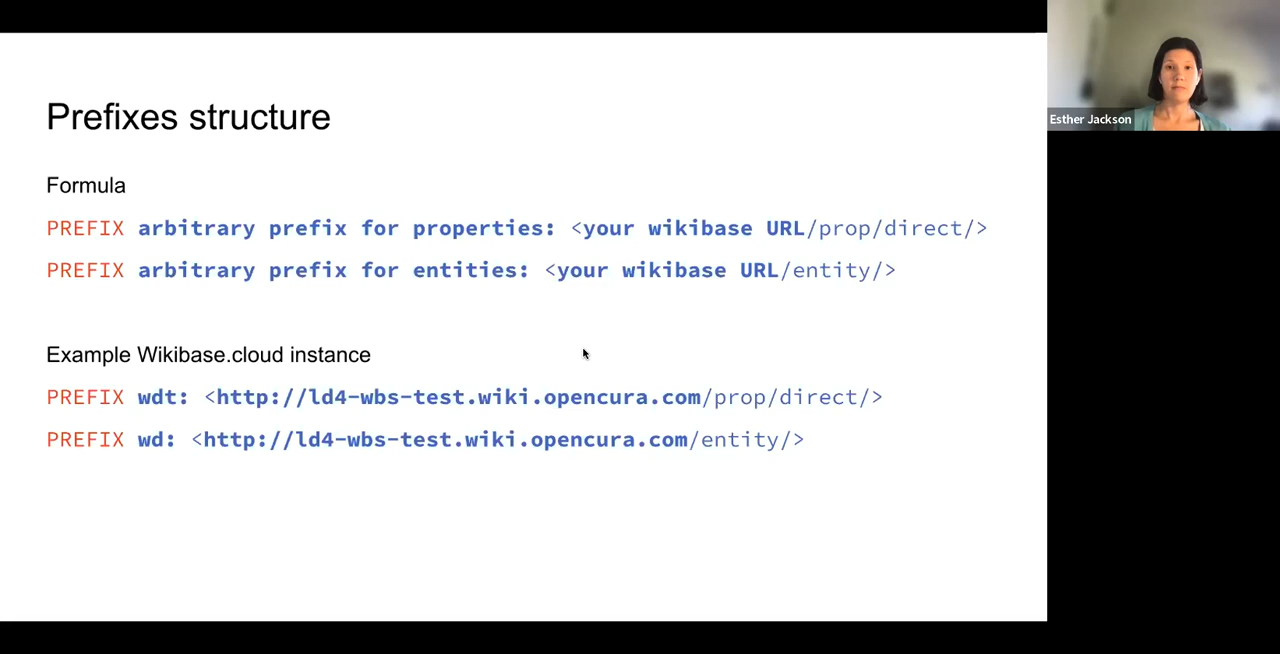 Prefixes structure
Formula
PREFIX arbitrary prefix for properties: <your wikibase URL/prop/direct/>
PREFIX arbitrary prefix for entities: <your wikibase URL/entity/>
Example Wikibase.cloud instance
PREFIX wdt: <http://ld4-wbs-test.wiki.opencura.com/prop/direct/>
PREFIX wd: <http://ld4-wbs-test.wiki.opencura.com/entity/>
Esther Jackson